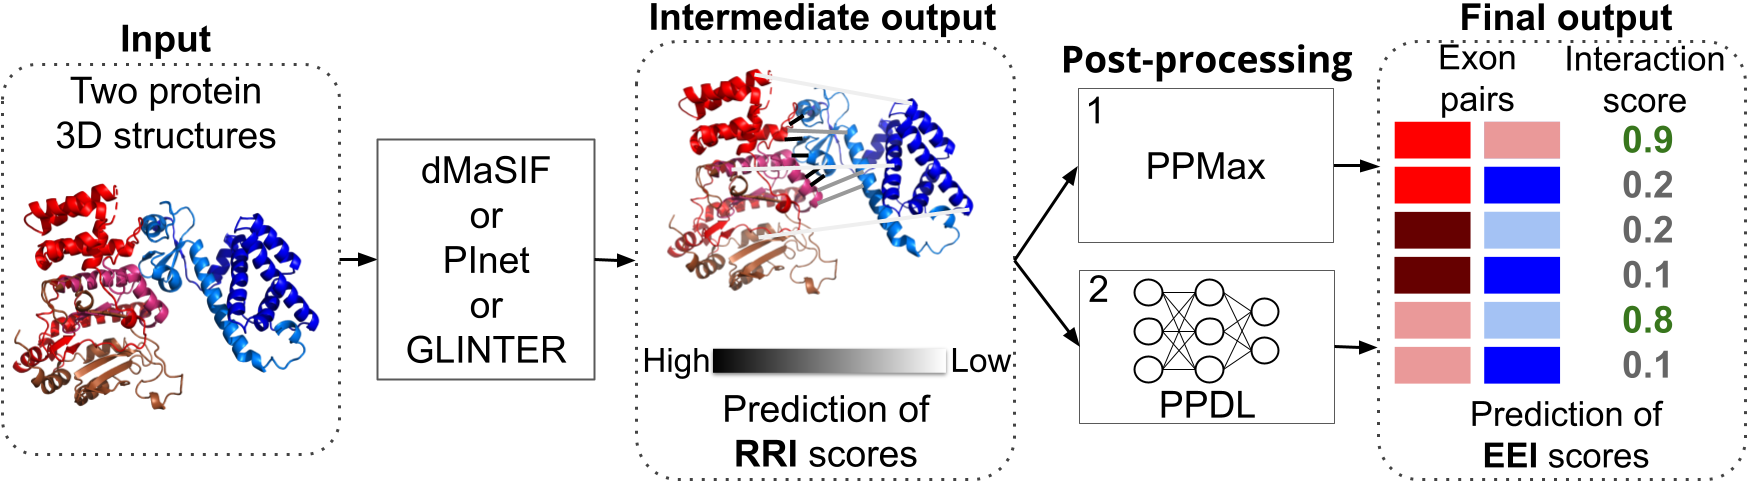 Input
Two protein
3D structures
dMaSIF
or
PInet
or
GLINTER
Intermediate output
High
Low
Prediction of
RRI scores
Post-processing
1
PPMax
2
PPDL
Final output
Exon Interaction
pairs score
0.9
0.2
0.2
0.1
0.8
0.1
Prediction of
EEI scores